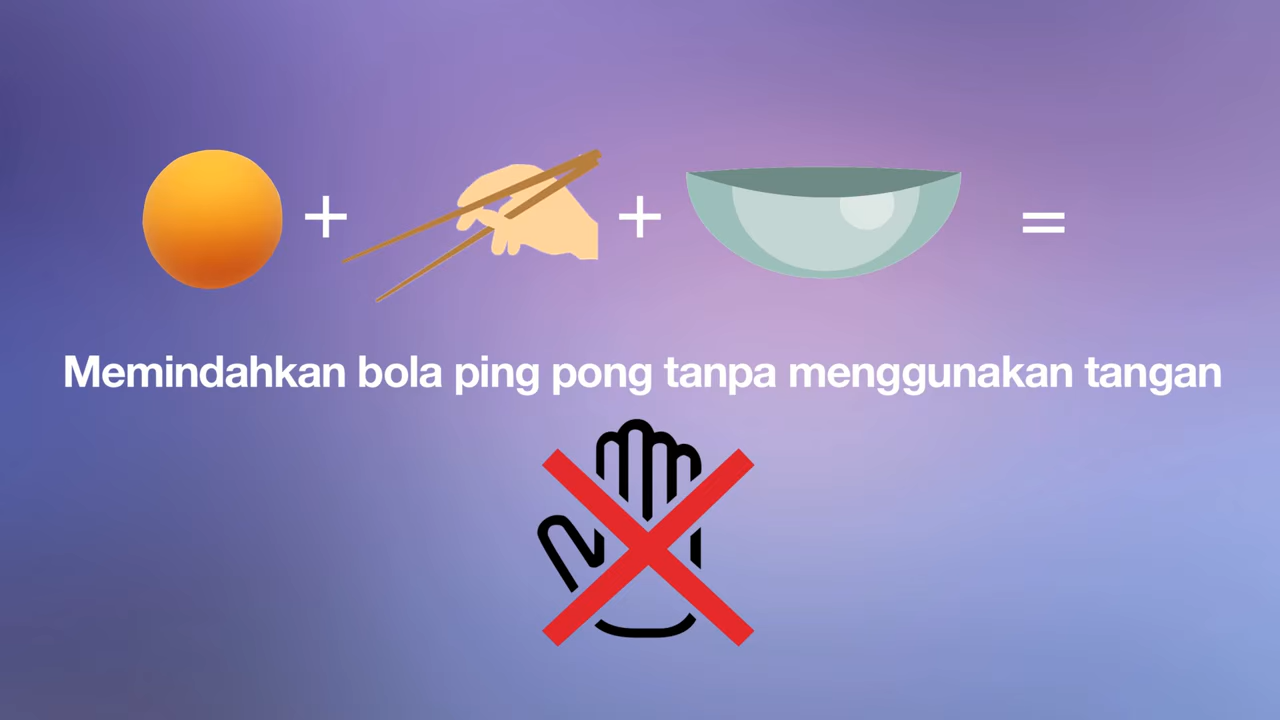 + + =
Memindahkan bola ping pong tanpa menggunakan tangan